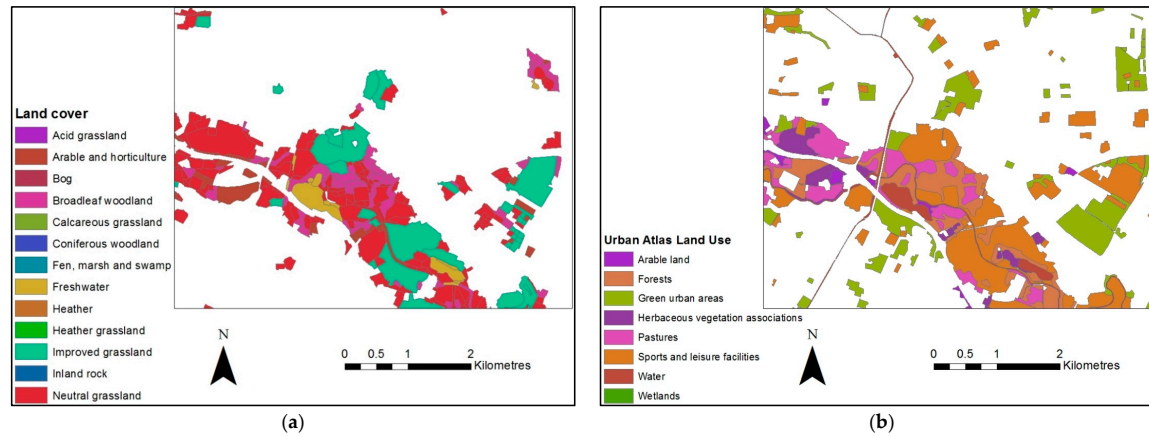 Land cover
Acid grassland
Arable and horticulture
Bog
Broadleaf woodland
Calcareous grassland
Coniferous woodland
Fen, marsh and swamp
Freshwater
Heather
Heather grassland
Improved grassland
Inland rock
Neutral grassland
N
0 0.5 1 2
Kilometres
(a)
Urban Atlas Land Use
Arable land
Forests
Green urban areas
Herbaceous vegetation associations
Pastures
Sports and leisure facilities
Water
Wetlands
N
0 0.5 1 2
Kilometres
(b)